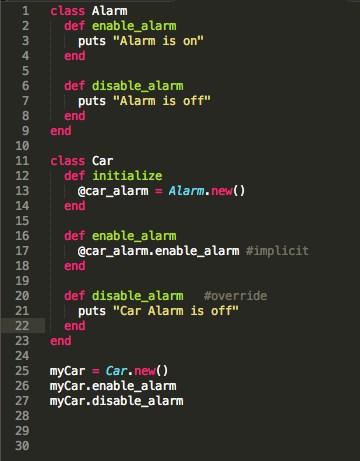 1 class Alarm
2   def enable_alarm
3     puts "Alarm is on"
4   end
5
6   def disable_alarm
7     puts "Alarm is off"
8   end
9 end
10
11 class Car
12   def initialize
13     @car_alarm = Alarm.new()
14   end
15
16   def enable_alarm
17     @car_alarm.enable_alarm #implicit
18   end
19
20   def disable_alarm   #override
21     puts "Car Alarm is off"
22   end
23 end
24
25 myCar = Car.new()
26 myCar.enable_alarm
27 myCar.disable_alarm
28
29
30